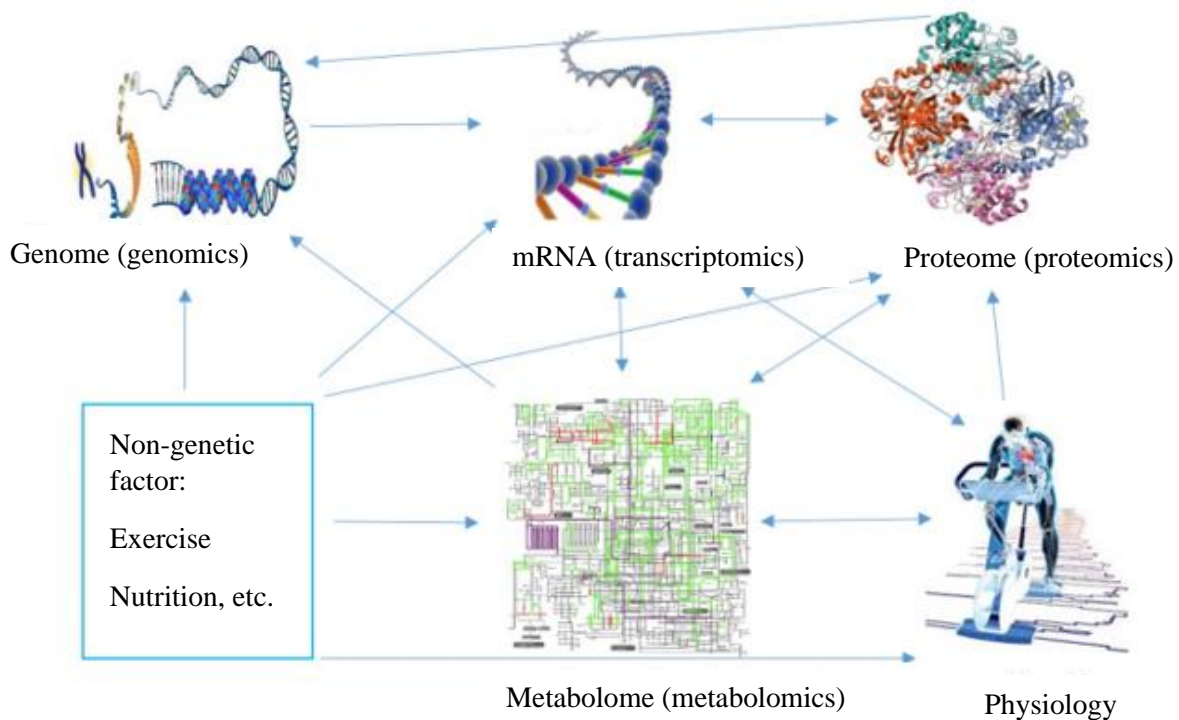 Genome (genomics)
mRNA (transcriptomics)
Proteome (proteomics)
Non-genetic
factor:
Exercise
Nutrition, etc.
Metabolome (metabolomics)
Physiology